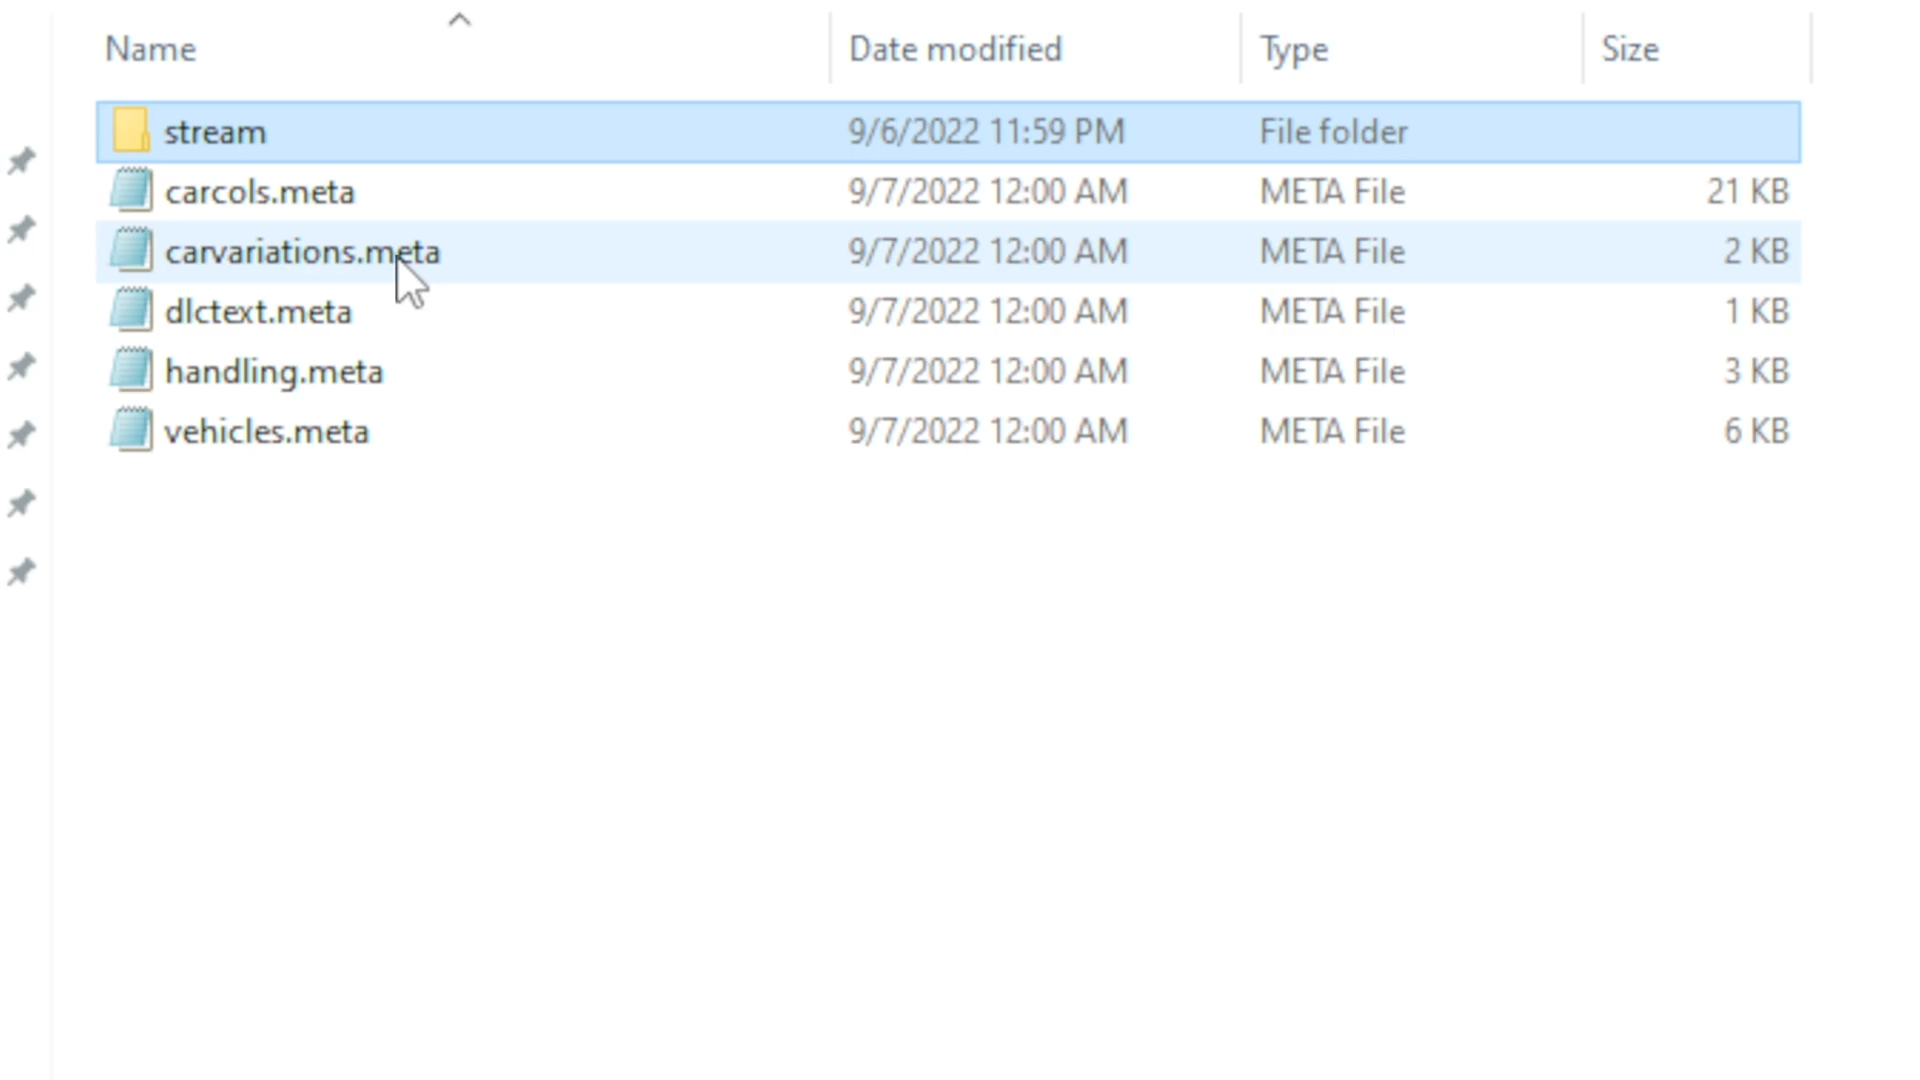 Name Date modified Type Size
stream 9/6/2022 11:59 PM File folder
carcols.meta 9/7/2022 12:00 AM META File 21 KB
carvariations.meta 9/7/2022 12:00 AM META File 2 KB
dlctext.meta 9/7/2022 12:00 AM META File 1 KB
handling.meta 9/7/2022 12:00 AM META File 3 KB
vehicles.meta 9/7/2022 12:00 AM META File 6 KB